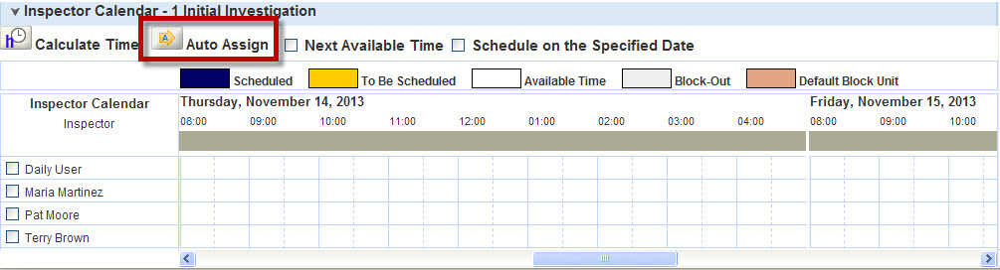 Inspector Calendar - 1 Initial Investigation
h Calculate Time Auto Assign Next Available Time Schedule on the Specified Date
Scheduled To Be Scheduled Available Time Block-Out Default Block Unit
Inspector Calendar Thursday, November 14, 2013 Friday, November 15, 2013
Inspector 08:00 09:00 10:00 11:00 12:00 01:00 02:00 03:00 04:00 08:00 09:00 10:00
Daily User
Maria Martinez
Pat Moore
Terry Brown